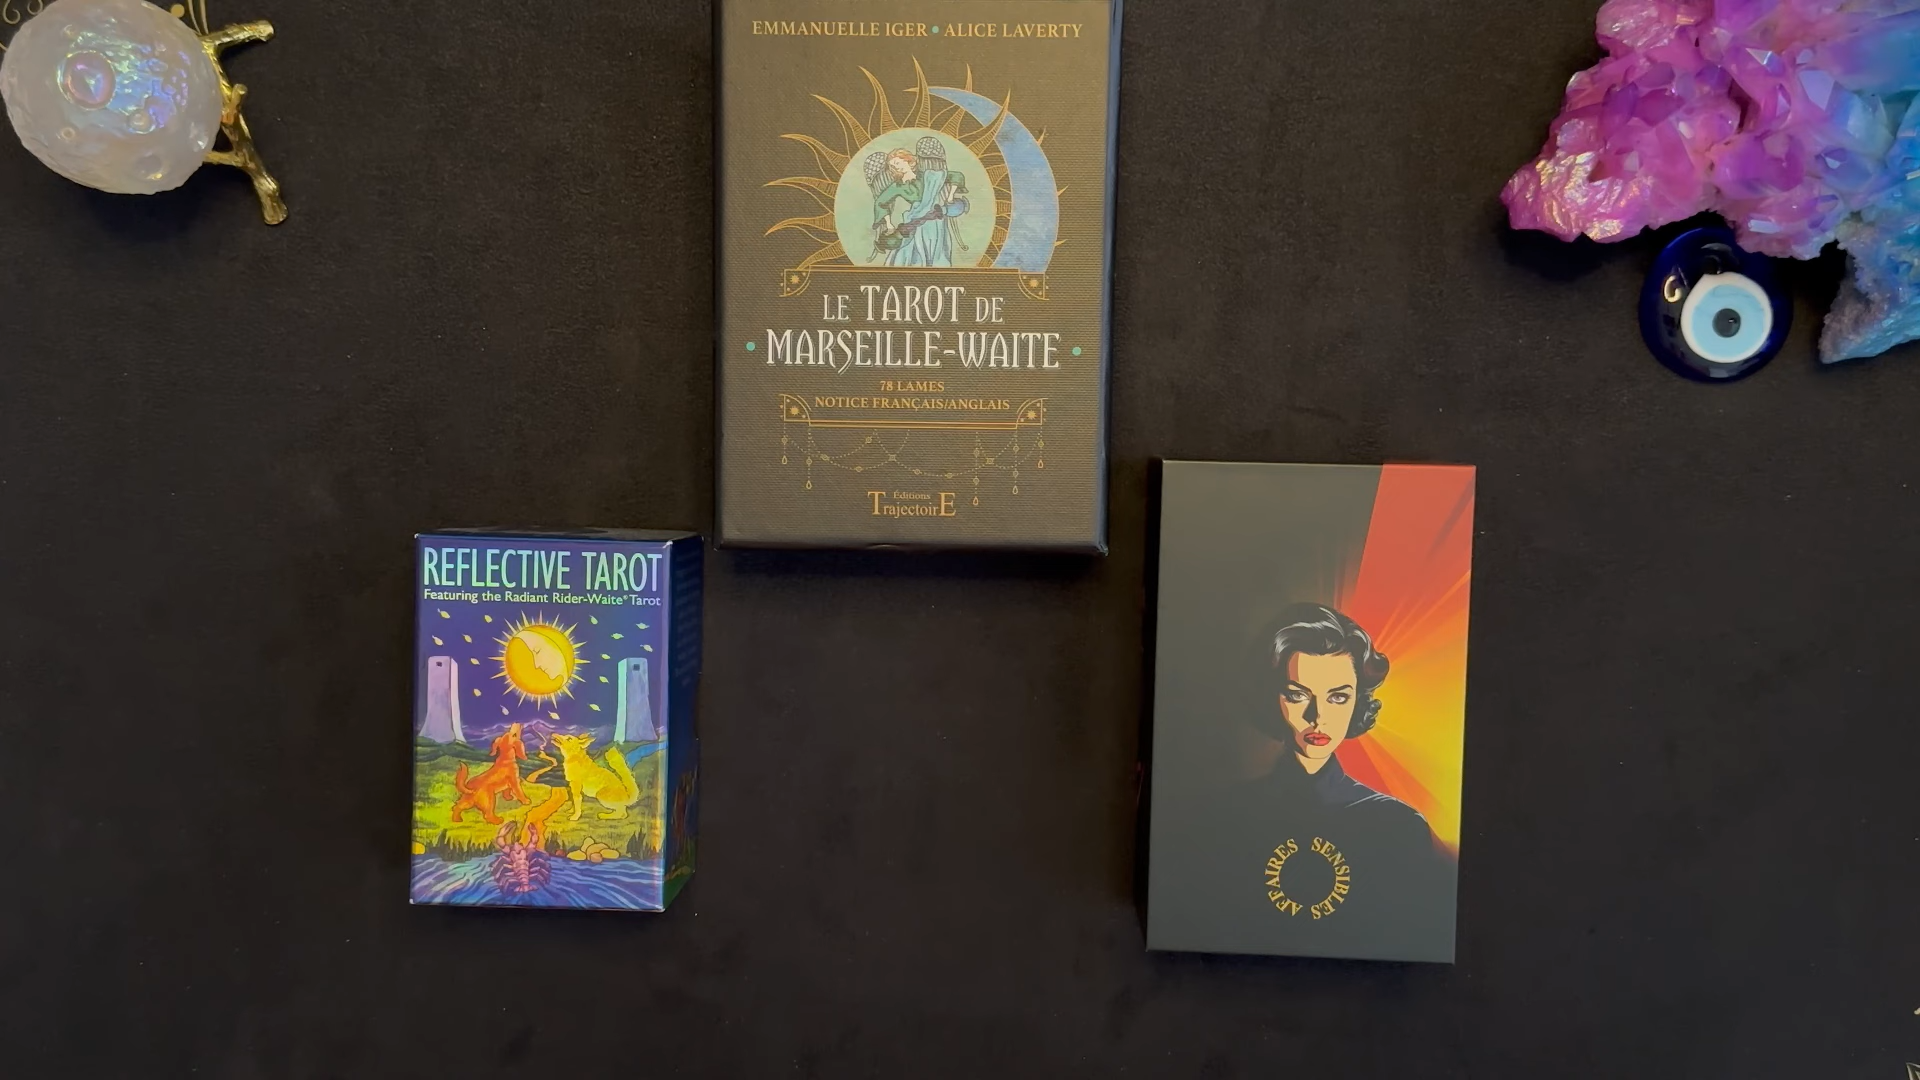 EMMANUELLE IGER • ALICE LAVERTY
LE TAROT DE
• MARSEILLE-WAITE •
78 LAMES
NOTICE FRANÇAIS/ANGLAIS
Éditions
TrajectoirE
REFLECTIVE TAROT
Featuring the Radiant Rider-Waite® Tarot
AFFAIRES SENSIBLES